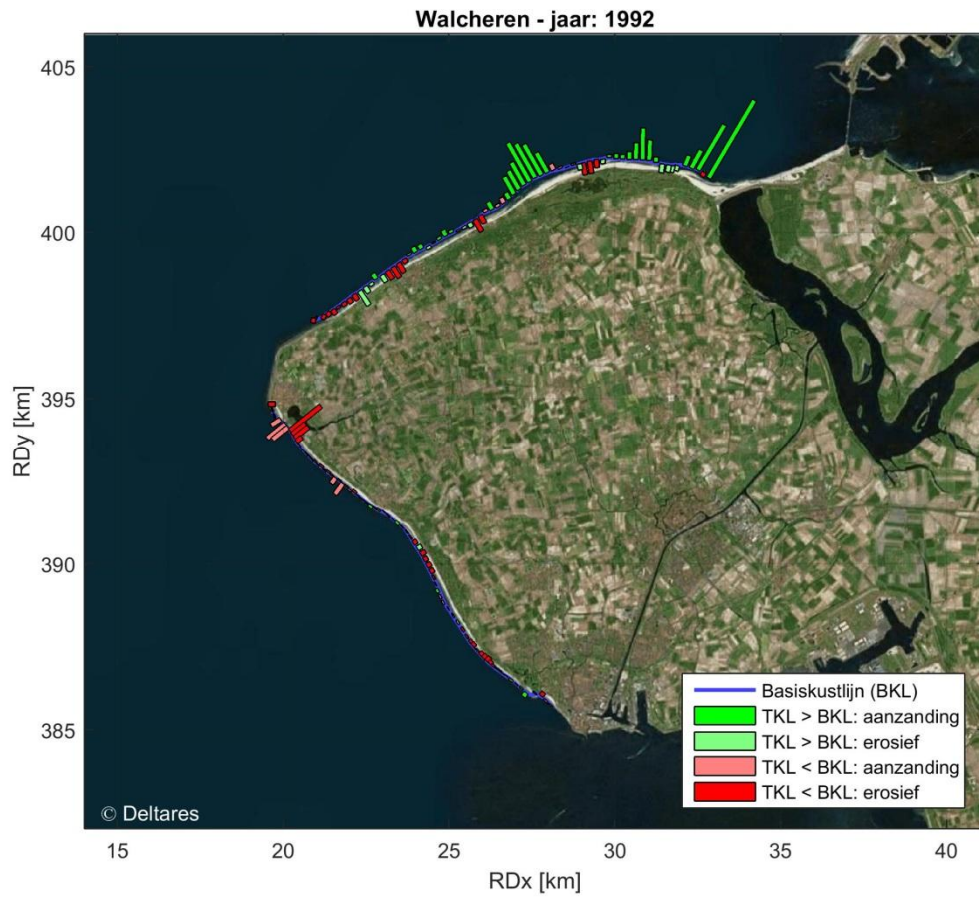 Walcheren - jaar: 1992
405
400
395
390
385
RDy [km]
Basiskustlijn (BKL)
TKL > BKL: aanzanding
TKL > BKL: erosief
TKL < BKL: aanzanding
TKL < BKL: erosief
© Deltares
15 20 25 30 35 40
RDx [km]